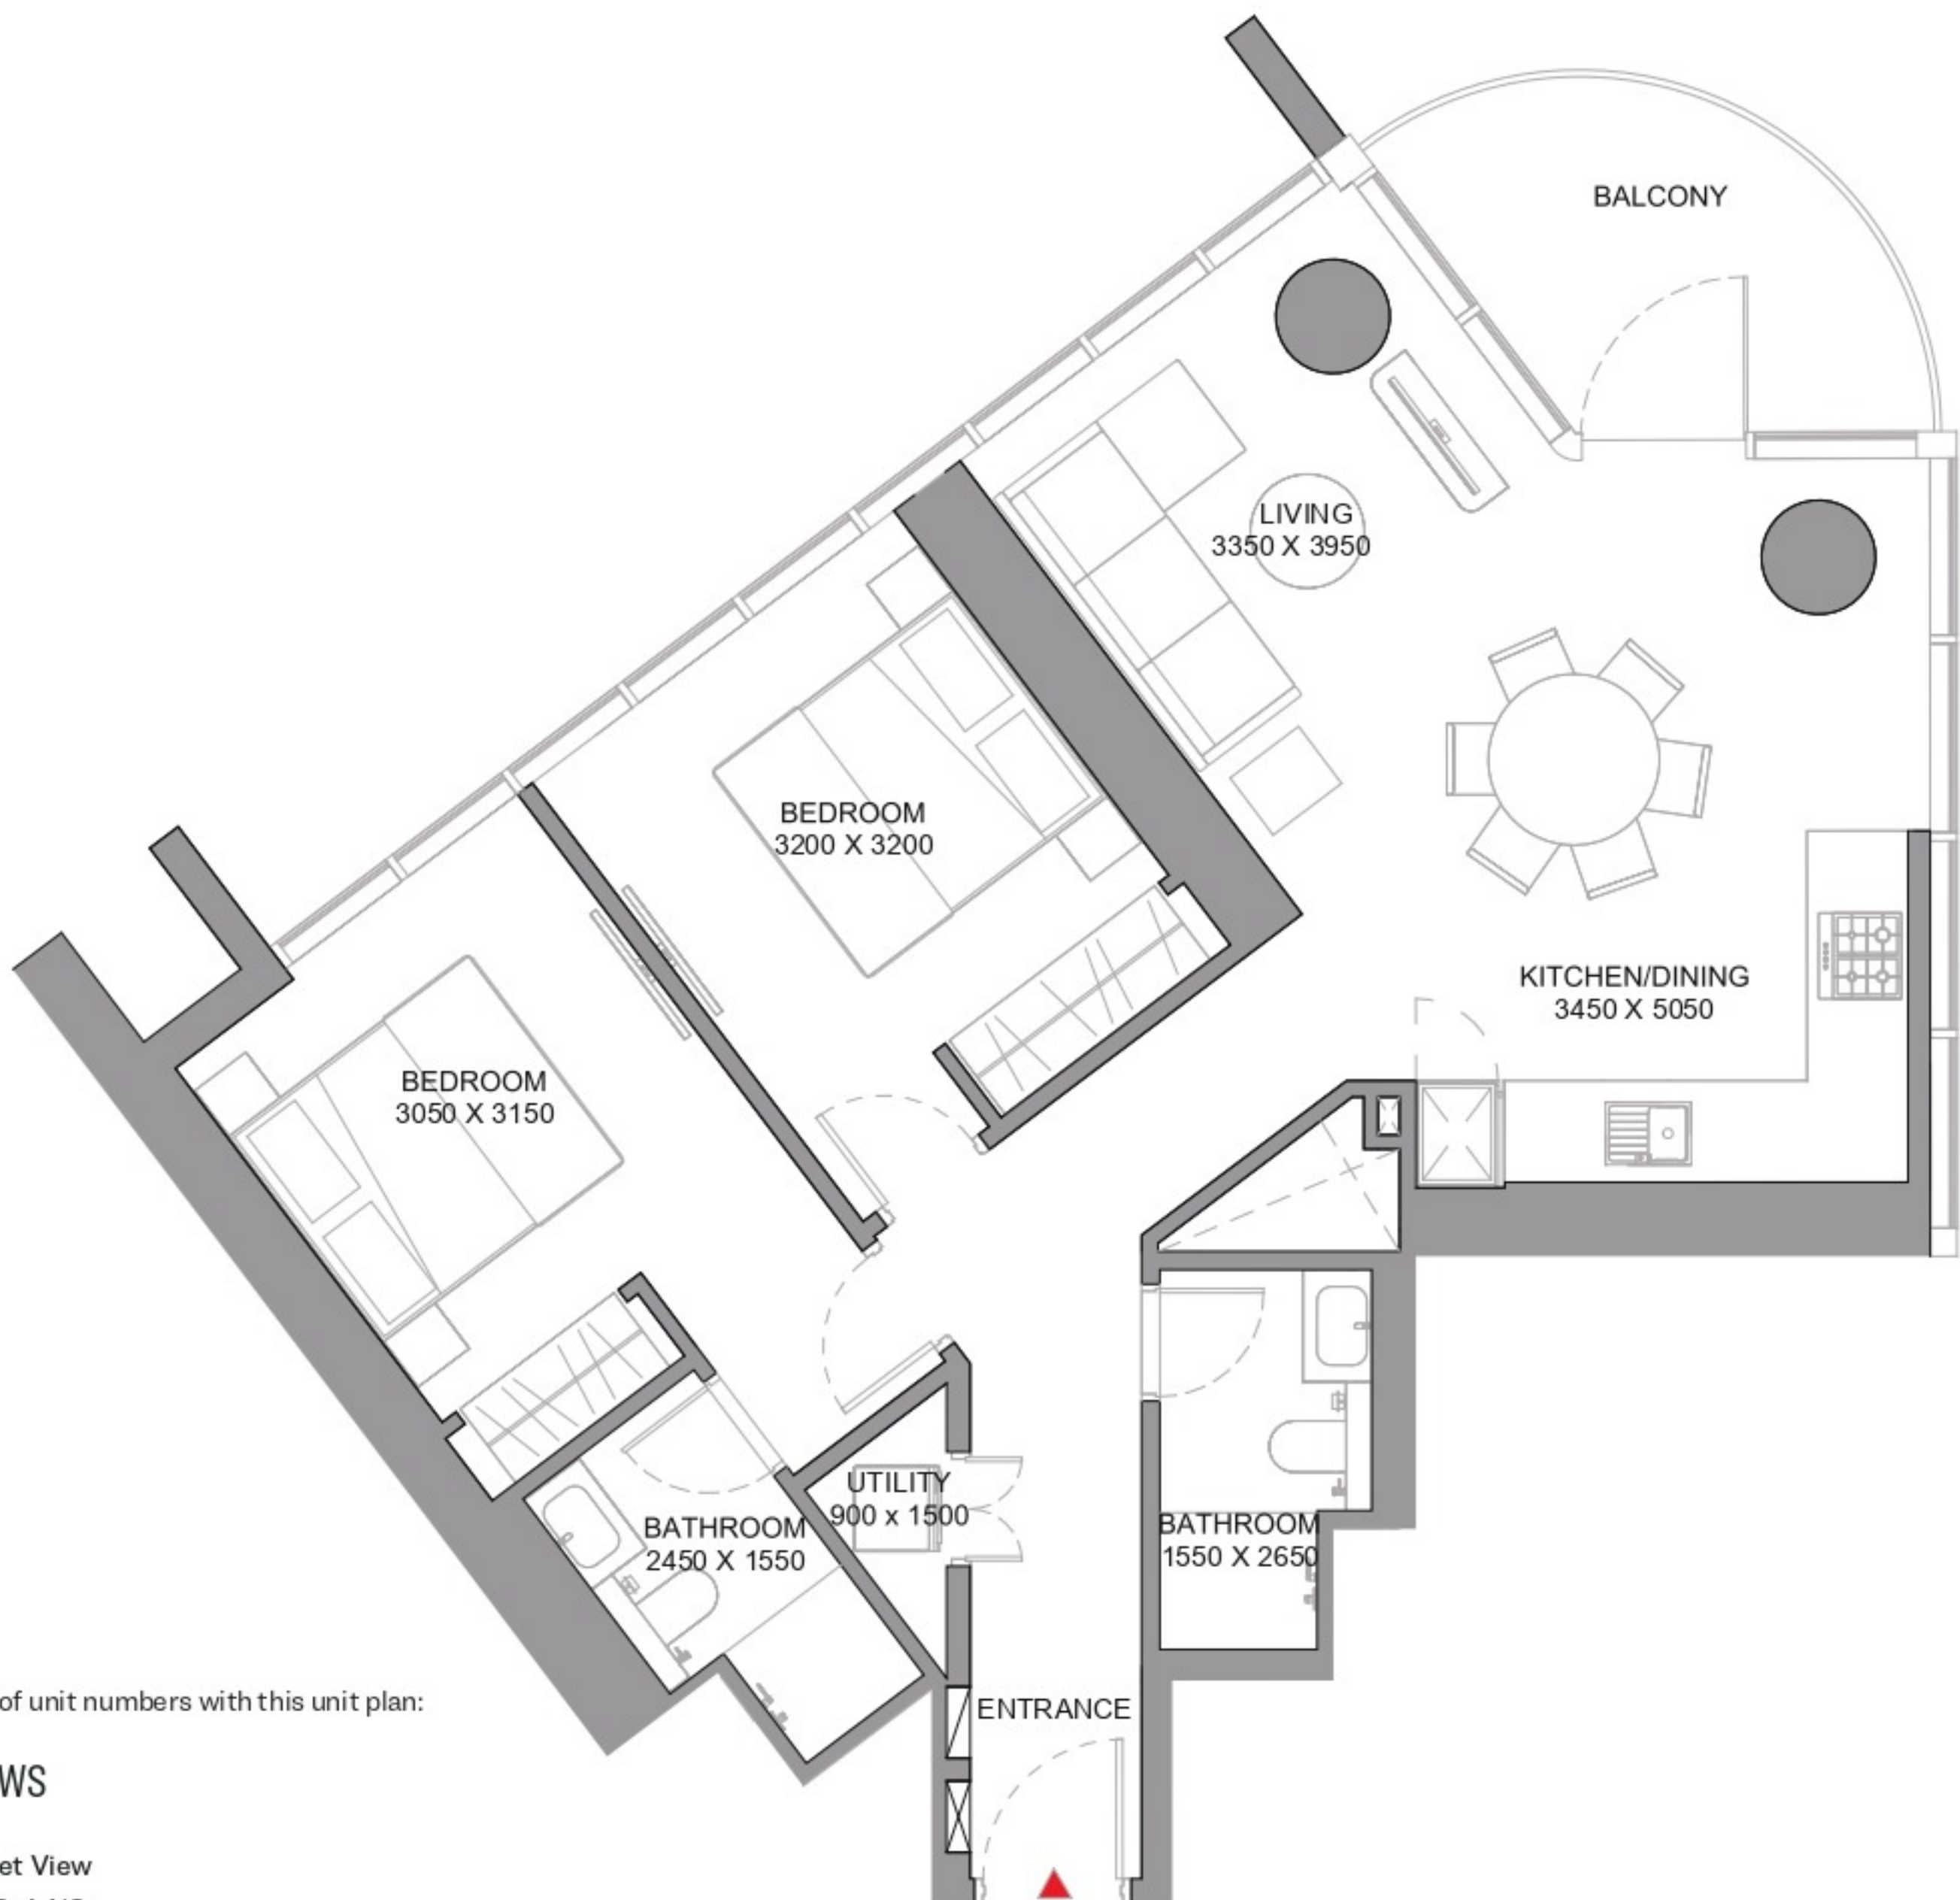 BALCONY
LIVING
3350 X 3950
BEDROOM
3200 X 3200
KITCHEN/DINING
3450 X 5050
BEDROOM
3050 X 3150
UTILITY
900 x 1500
BATHROOM
2450 X 1550
BATHROOM
1550 X 2650
ENTRANCE
of unit numbers with this unit plan:
WS
et View